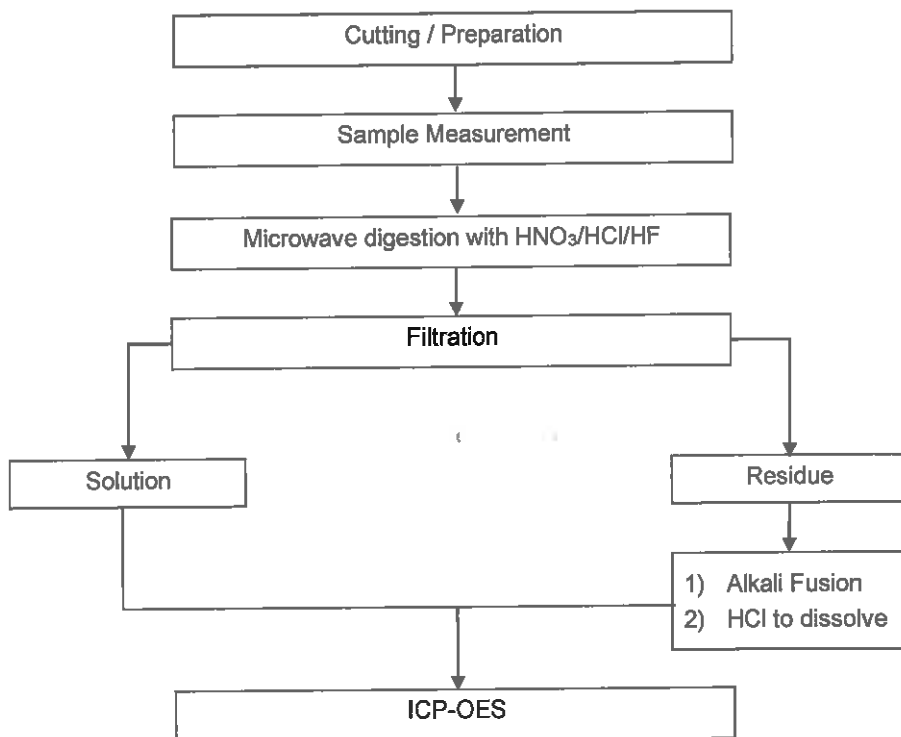 Cutting / Preparation
Sample Measurement
Microwave digestion with HNO₃/HCl/HF
Filtration
Solution
Residue
1) Alkali Fusion
2) HCl to dissolve
ICP-OES